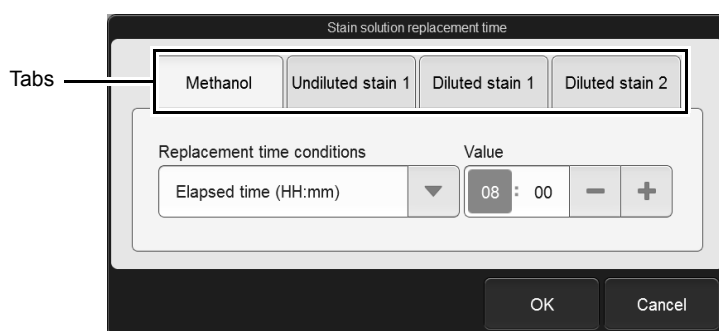 Stain solution replacement time
Tabs
Methanol Undiluted stain 1 Diluted stain 1 Diluted stain 2
Replacement time conditions Value
Elapsed time (HH:mm) 08 : 00 − +
OK Cancel